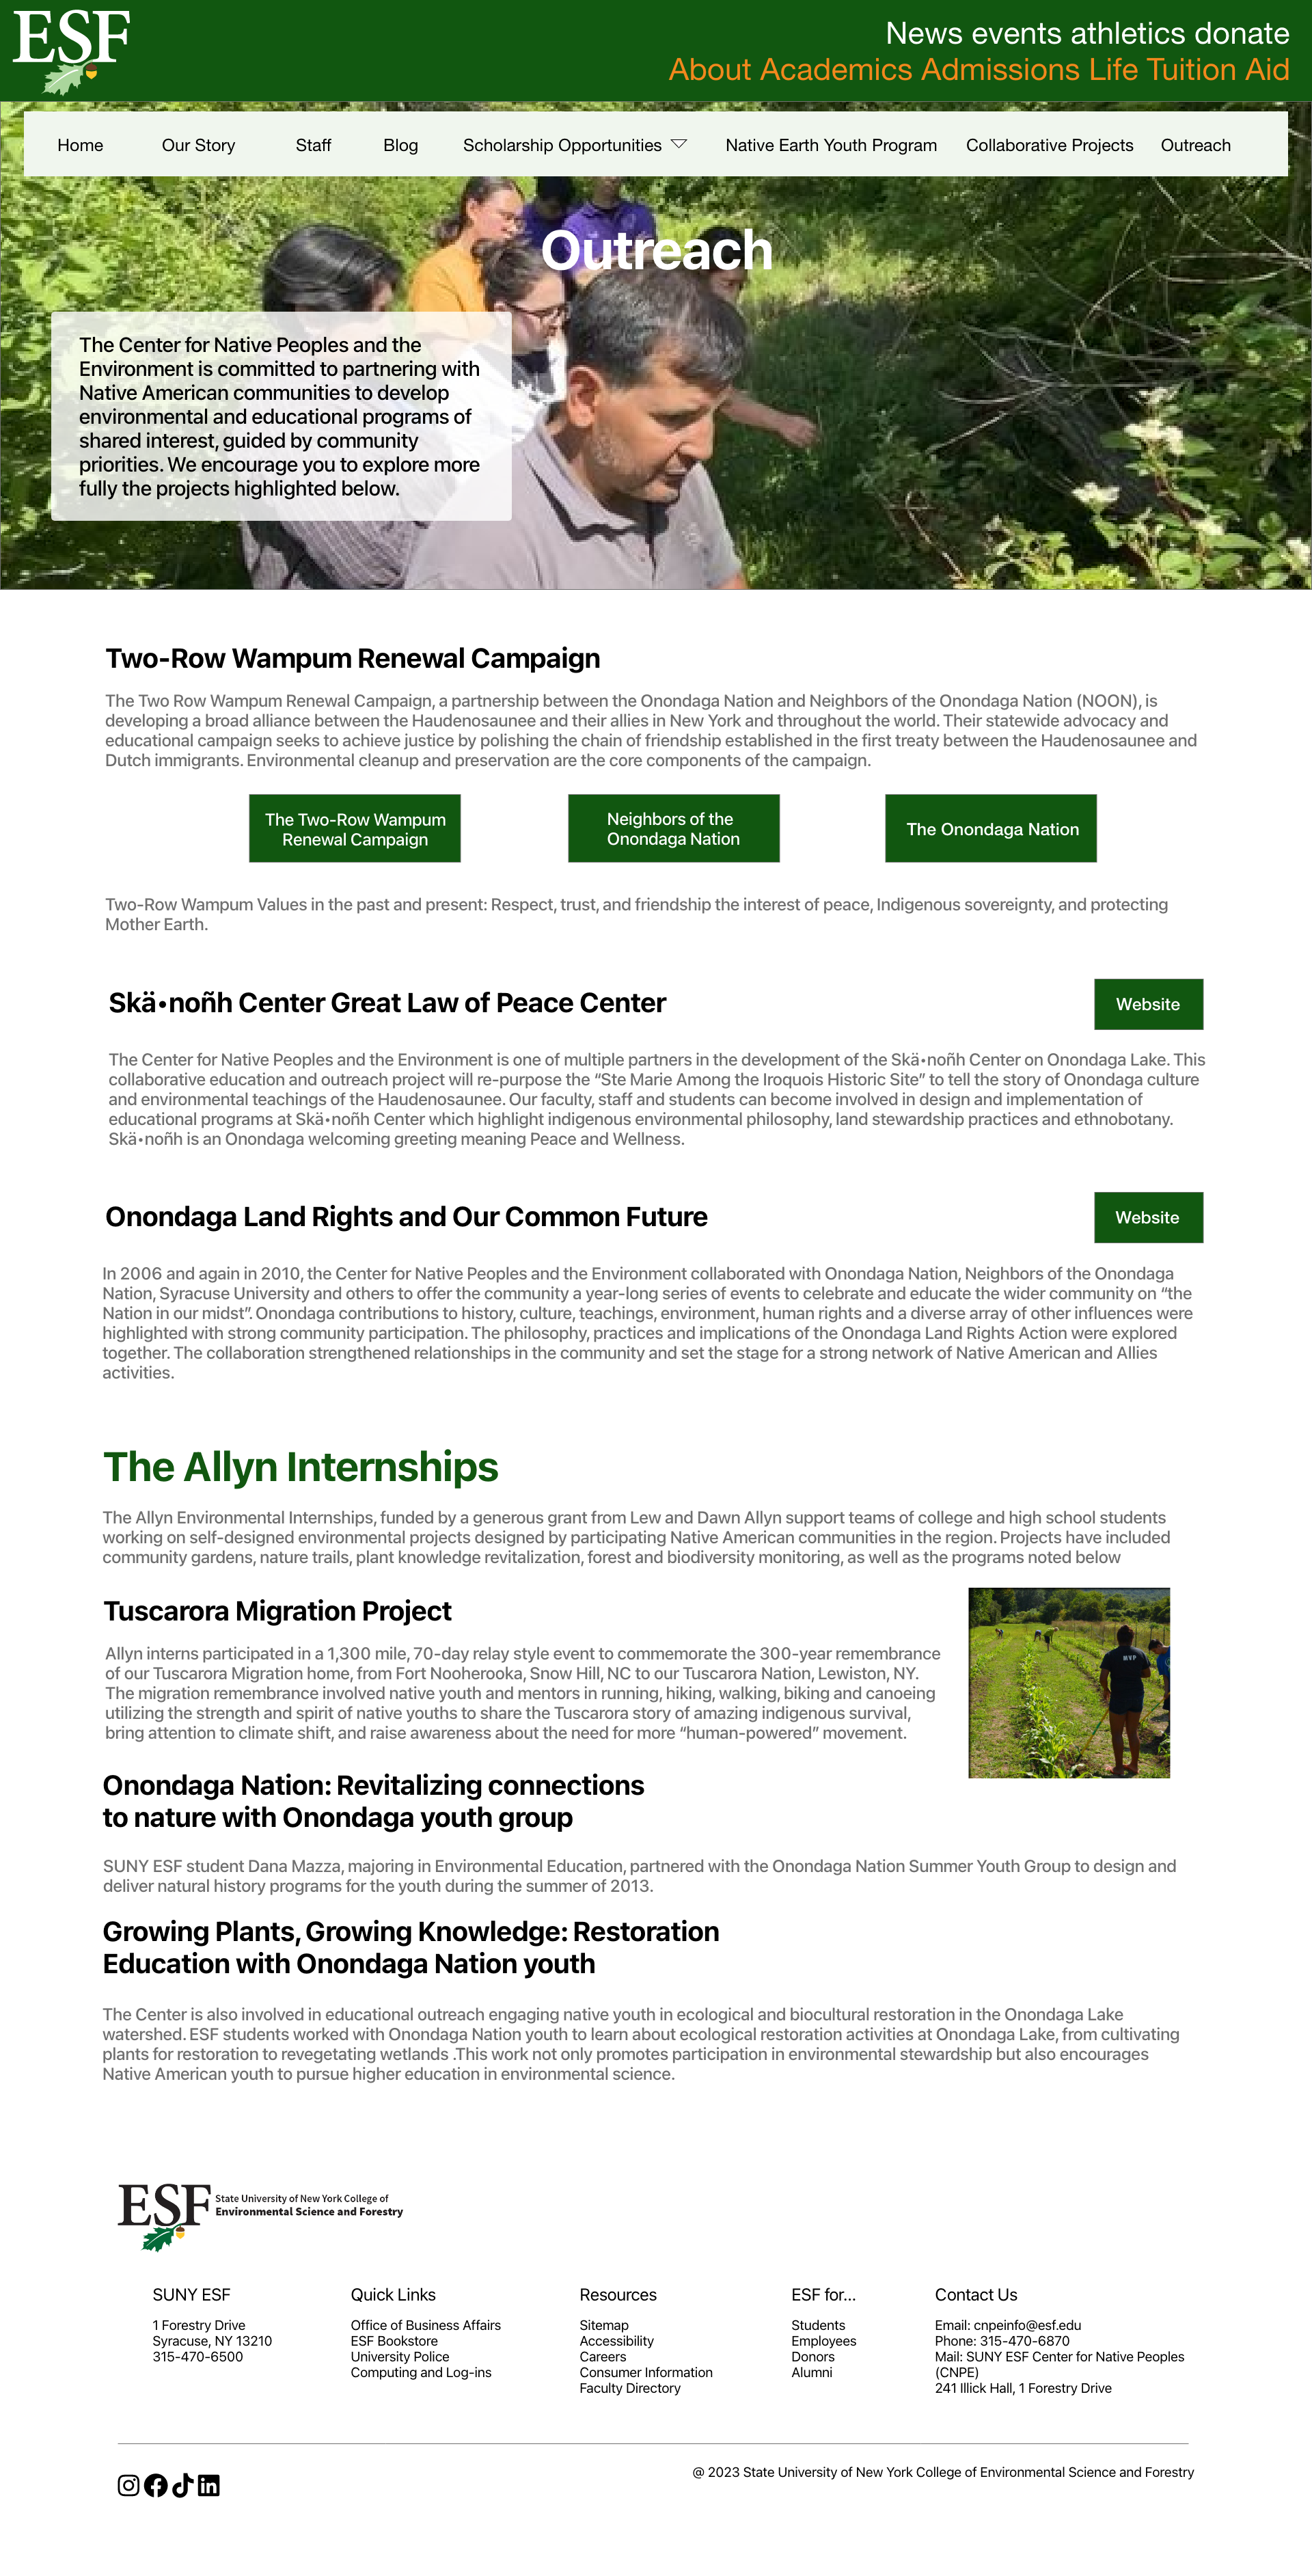 ESF
News events athletics donate
About Academics Admissions Life Tuition Aid
Home Our Story Staff Blog Scholarship Opportunities Native Earth Youth Program Collaborative Projects Outreach
Outreach
The Center for Native Peoples and the
Environment is committed to partnering with
Native American communities to develop
environmental and educational programs of
shared interest, guided by community
priorities. We encourage you to explore more
fully the projects highlighted below.
Two-Row Wampum Renewal Campaign
The Two Row Wampum Renewal Campaign, a partnership between the Onondaga Nation and Neighbors of the Onondaga Nation (NOON), is
developing a broad alliance between the Haudenosaunee and their allies in New York and throughout the world. Their statewide advocacy and
educational campaign seeks to achieve justice by polishing the chain of friendship established in the first treaty between the Haudenosaunee and
Dutch immigrants. Environmental cleanup and preservation are the core components of the campaign.
The Two-Row Wampum
Renewal Campaign
Neighbors of the
Onondaga Nation
The Onondaga Nation
Two-Row Wampum Values in the past and present: Respect, trust, and friendship the interest of peace, Indigenous sovereignty, and protecting
Mother Earth.
Skä•noñh Center Great Law of Peace Center
Website
The Center for Native Peoples and the Environment is one of multiple partners in the development of the Skä•noñh Center on Onondaga Lake. This
collaborative education and outreach project will re-purpose the “Ste Marie Among the Iroquois Historic Site” to tell the story of Onondaga culture
and environmental teachings of the Haudenosaunee. Our faculty, staff and students can become involved in design and implementation of
educational programs at Skä•noñh Center which highlight indigenous environmental philosophy, land stewardship practices and ethnobotany.
Skä•noñh is an Onondaga welcoming greeting meaning Peace and Wellness.
Onondaga Land Rights and Our Common Future
Website
In 2006 and again in 2010, the Center for Native Peoples and the Environment collaborated with Onondaga Nation, Neighbors of the Onondaga
Nation, Syracuse University and others to offer the community a year-long series of events to celebrate and educate the wider community on “the
Nation in our midst”. Onondaga contributions to history, culture, teachings, environment, human rights and a diverse array of other influences were
highlighted with strong community participation. The philosophy, practices and implications of the Onondaga Land Rights Action were explored
together. The collaboration strengthened relationships in the community and set the stage for a strong network of Native American and Allies
activities.
The Allyn Internships
The Allyn Environmental Internships, funded by a generous grant from Lew and Dawn Allyn support teams of college and high school students
working on self-designed environmental projects designed by participating Native American communities in the region. Projects have included
community gardens, nature trails, plant knowledge revitalization, forest and biodiversity monitoring, as well as the programs noted below
Tuscarora Migration Project
Allyn interns participated in a 1,300 mile, 70-day relay style event to commemorate the 300-year remembrance
of our Tuscarora Migration home, from Fort Nooherooka, Snow Hill, NC to our Tuscarora Nation, Lewiston, NY.
The migration remembrance involved native youth and mentors in running, hiking, walking, biking and canoeing
utilizing the strength and spirit of native youths to share the Tuscarora story of amazing indigenous survival,
bring attention to climate shift, and raise awareness about the need for more “human-powered” movement.
MVP
Onondaga Nation: Revitalizing connections
to nature with Onondaga youth group
SUNY ESF student Dana Mazza, majoring in Environmental Education, partnered with the Onondaga Nation Summer Youth Group to design and
deliver natural history programs for the youth during the summer of 2013.
Growing Plants, Growing Knowledge: Restoration
Education with Onondaga Nation youth
The Center is also involved in educational outreach engaging native youth in ecological and biocultural restoration in the Onondaga Lake
watershed. ESF students worked with Onondaga Nation youth to learn about ecological restoration activities at Onondaga Lake, from cultivating
plants for restoration to revegetating wetlands .This work not only promotes participation in environmental stewardship but also encourages
Native American youth to pursue higher education in environmental science.
ESF
State University of New York College of
Environmental Science and Forestry
SUNY ESF
1 Forestry Drive
Syracuse, NY 13210
315-470-6500
Quick Links
Office of Business Affairs
ESF Bookstore
University Police
Computing and Log-ins
Resources
Sitemap
Accessibility
Careers
Consumer Information
Faculty Directory
ESF for...
Students
Employees
Donors
Alumni
Contact Us
Email: cnpeinfo@esf.edu
Phone: 315-470-6870
Mail: SUNY ESF Center for Native Peoples
(CNPE)
241 Illick Hall, 1 Forestry Drive
@ 2023 State University of New York College of Environmental Science and Forestry